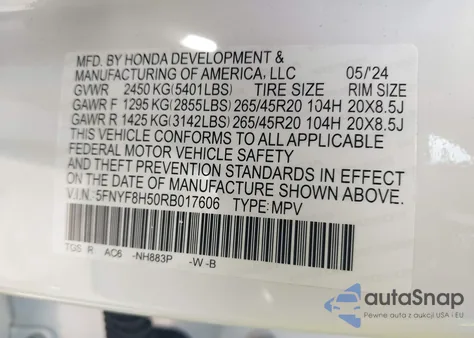 MFD. BY HONDA DEVELOPMENT &
MANUFACTURING OF AMERICA, LLC 05/'24
GVWR 2450 KG(5401LBS) TIRE SIZE RIM SIZE
GAWR F 1295 KG(2855LBS) 265/45R20 104H 20X8.5J
GAWR R 1425 KG(3142LBS) 265/45R20 104H 20X8.5J
THIS VEHICLE CONFORMS TO ALL APPLICABLE
FEDERAL MOTOR VEHICLE SAFETY
AND THEFT PREVENTION STANDARDS IN EFFECT
ON THE DATE OF MANUFACTURE SHOWN ABOVE.
V.I.N. 5FNYF8H50RB017606 TYPE: MPV
TGS R: AC6 -NH883P -W -B
autoSnap
Pewne auta z aukcji USA i EU